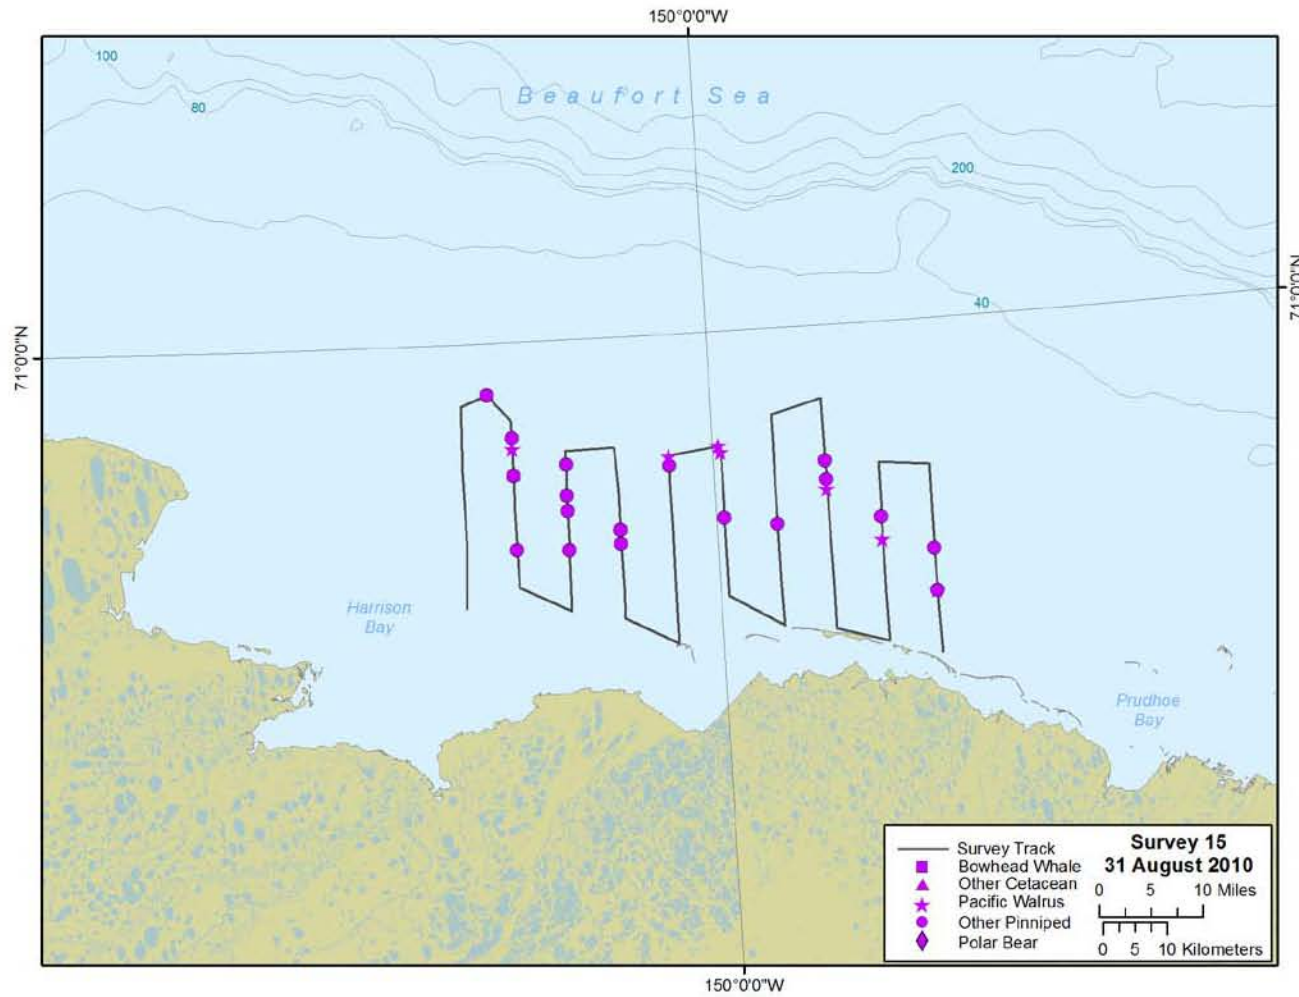 150°0'0"W
100
Beaufort Sea
80
200
71°0'0"N
40
71°0'0"N
Harrison
Bay
Prudhoe
Bay
Survey 15
31 August 2010
Survey Track
Bowhead Whale
Other Cetacean
Pacific Walrus
Other Pinniped
Polar Bear
0 5 10 Miles
0 5 10 Kilometers
150°0'0"W